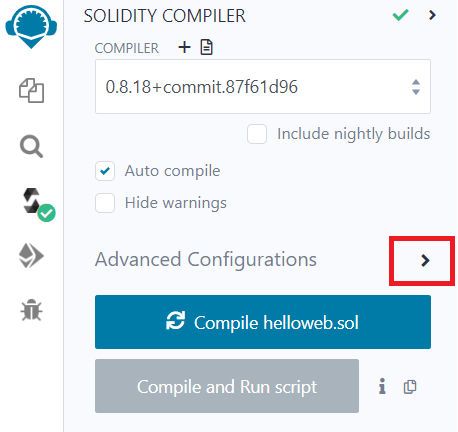 SOLIDITY COMPILER
COMPILER
0.8.18+commit.87f61d96
Include nightly builds
Auto compile
Hide warnings
Advanced Configurations
Compile helloweb.sol
Compile and Run script